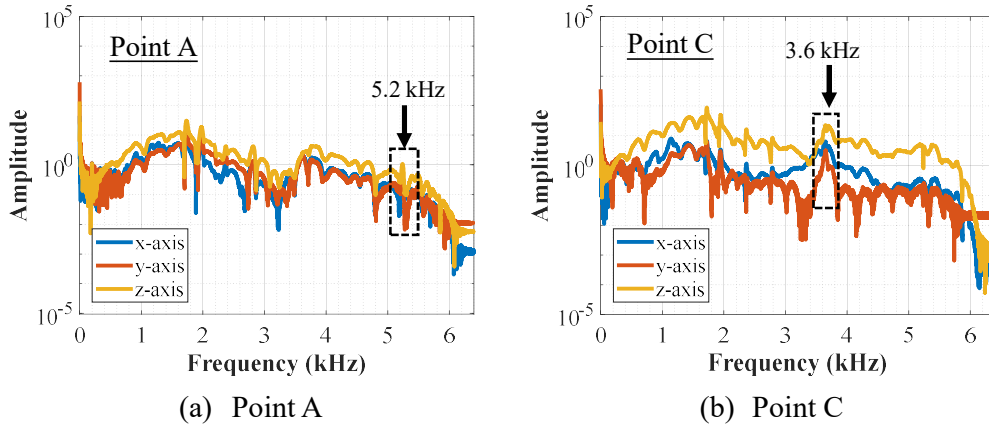 10^5
Point A
5.2 kHz
Amplitude
10^0
x-axis
y-axis
z-axis
10^-5
0 1 2 3 4 5 6
Frequency (kHz)
(a) Point A
10^5
Point C
3.6 kHz
Amplitude
10^0
x-axis
y-axis
z-axis
10^-5
0 1 2 3 4 5 6
Frequency (kHz)
(b) Point C